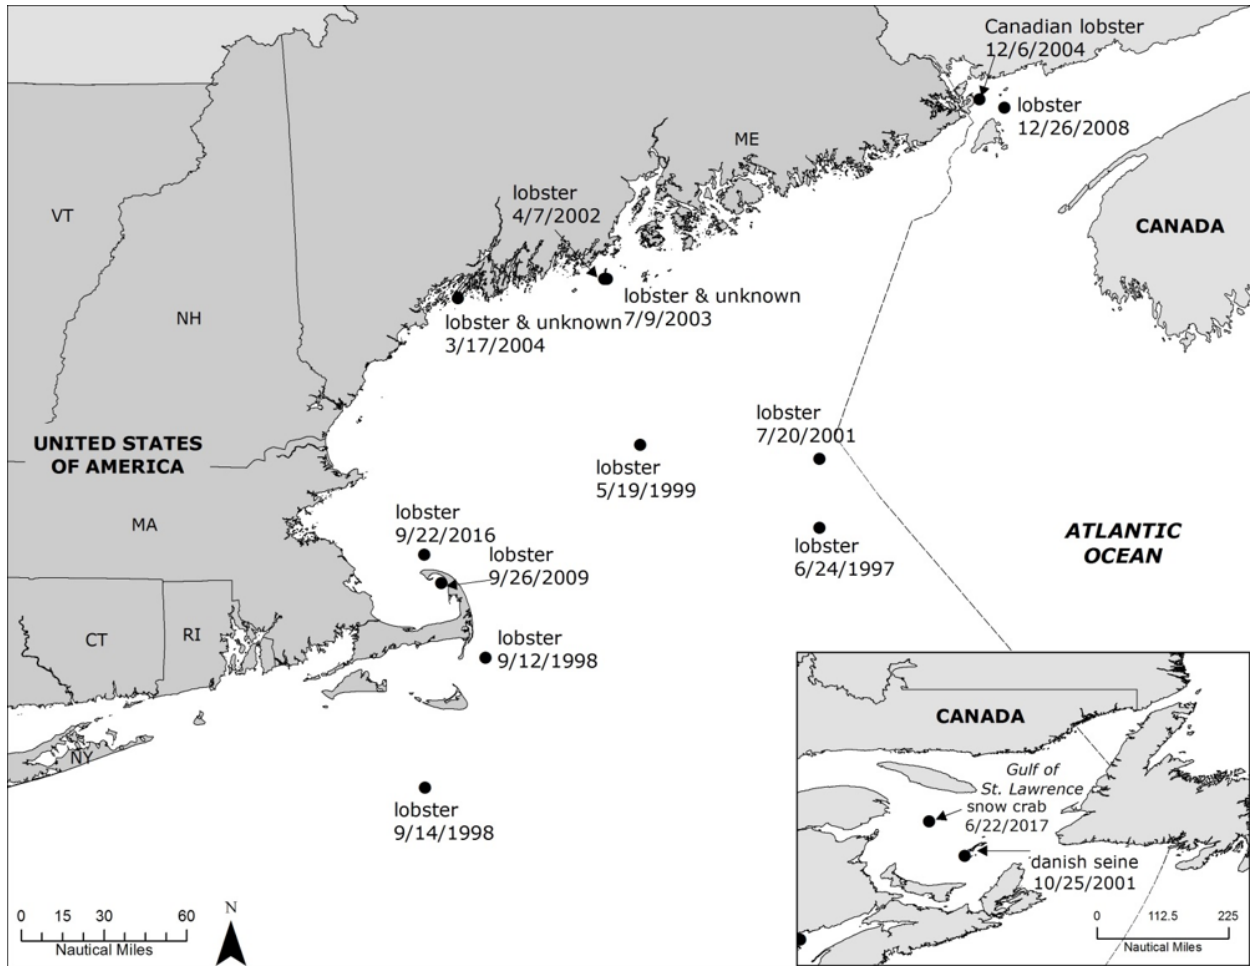 Canadian lobster
12/6/2004
lobster
12/26/2008
ME
lobster
4/7/2002
VT
CANADA
lobster & unknown
7/9/2003
NH
lobster & unknown
3/17/2004
lobster
7/20/2001
UNITED STATES
OF AMERICA
lobster
5/19/1999
MA
lobster
9/22/2016
ATLANTIC
OCEAN
lobster
6/24/1997
lobster
9/26/2009
CT
RI
lobster
9/12/1998
NY
lobster
9/14/1998
CANADA
Gulf of
St. Lawrence
snow crab
6/22/2017
danish seine
10/25/2001
0 15 30 60
Nautical Miles
N
0 112.5 225
Nautical Miles